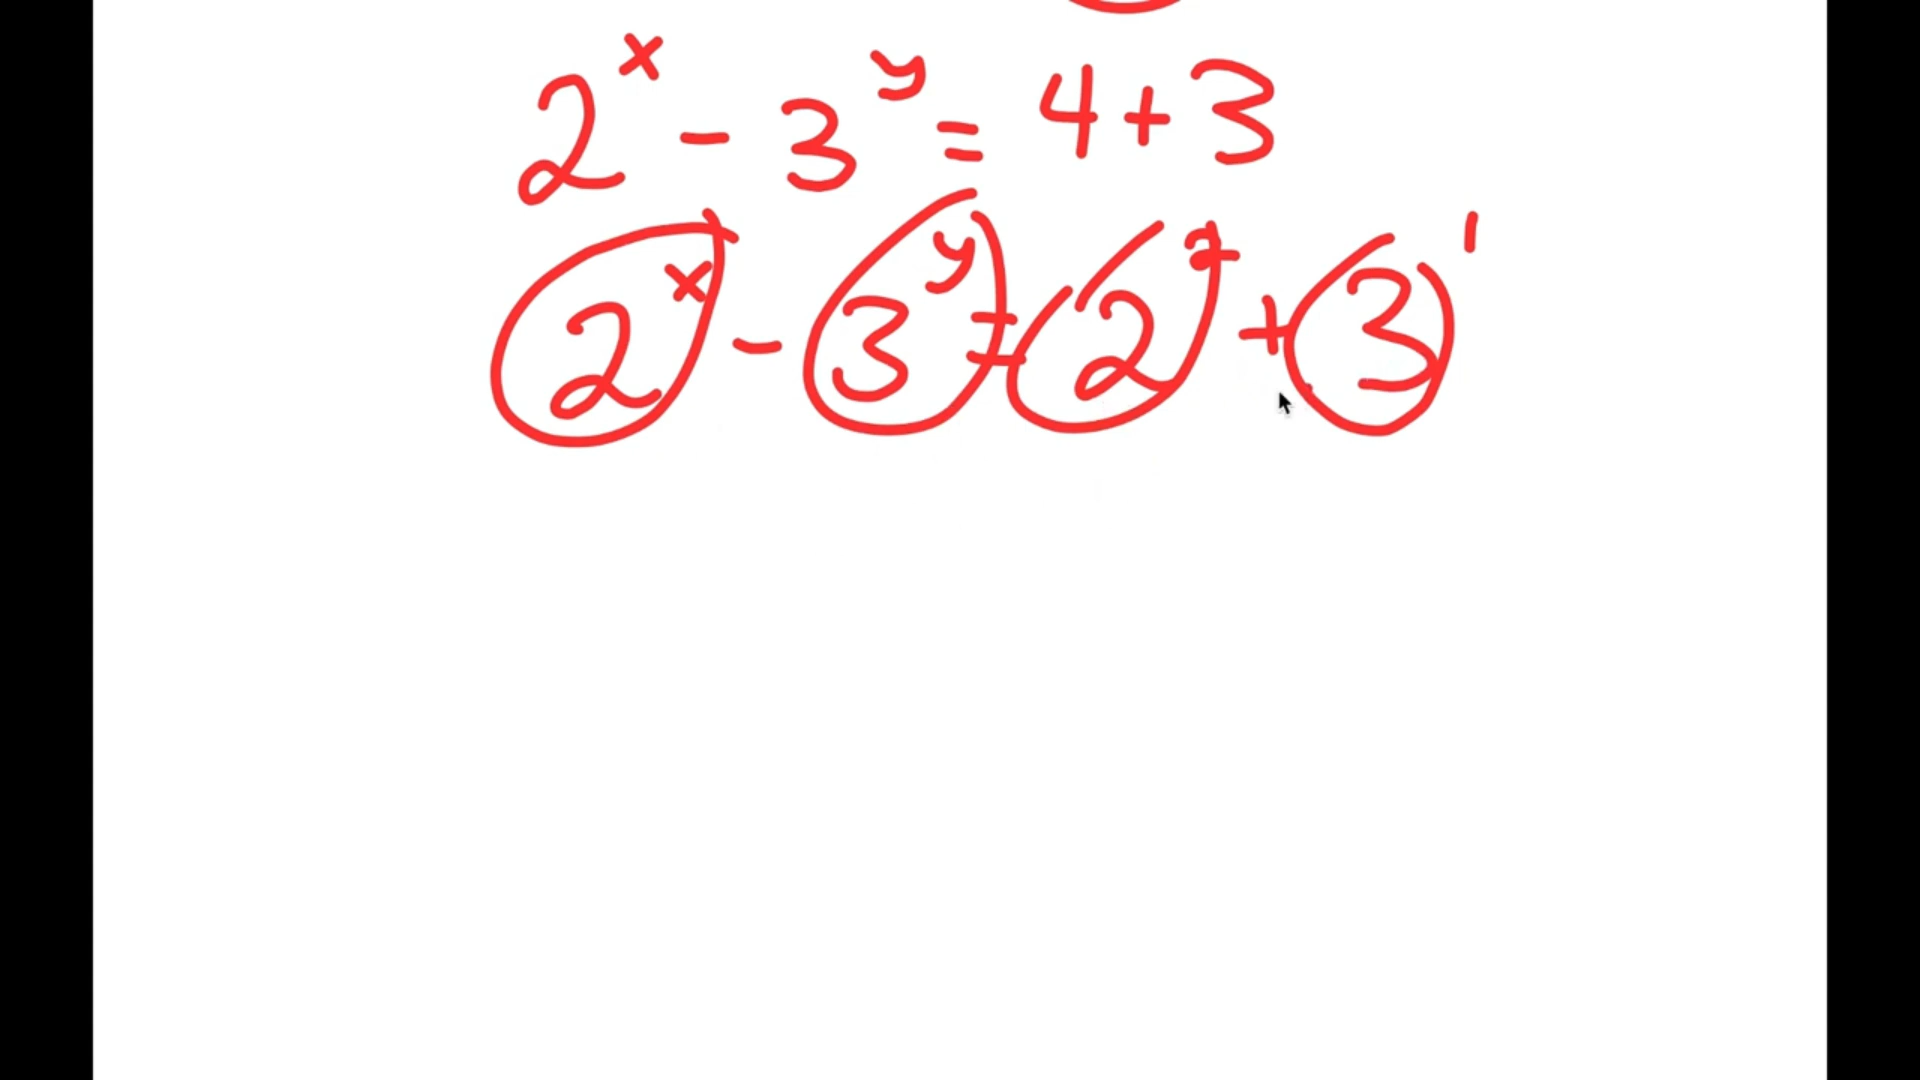 2^x - 3^y = 4 + 3
2^x - 3^y = 2^2 + 3^1